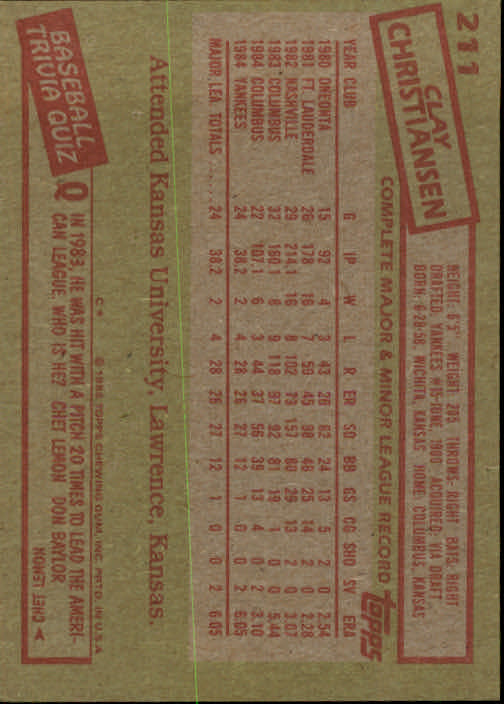 211
CLAY
CHRISTIANSEN
HEIGHT: 6'5" WEIGHT: 205 THROWS: RIGHT BATS: RIGHT
DRAFTED: YANKEES #15-JUNE, 1980 ACQUIRED: VIA DRAFT
BORN: 6-28-58, WICHITA, KANSAS HOME: COLUMBUS, KANSAS
COMPLETE MAJOR & MINOR LEAGUE RECORD
topps
YEAR CLUB G IP W L R ER SO BB GS CG SHO SV ERA
1980 ONEONTA 15 92 4 3 43 26 62 24 13 5 2 0 2.54
1981 FT. LAUDERDALE 26 178 16 7 50 45 98 46 25 14 2 0 2.28
1982 NASHVILLE 29 214.1 16 8 102 73 157 80 29 13 2 0 3.07
1983 COLUMBUS 32 160.1 8 9 118 97 92 81 19 1 0 0 5.44
1984 COLUMBUS 22 107.1 6 3 44 37 56 39 13 4 0 2 3.10
1984 YANKEES 24 38.2 2 4 28 26 27 12 1 0 0 2 6.05
MAJOR LEA. TOTALS ..... 24 38.2 2 4 28 26 27 12 1 0 0 2 6.05
Attended Kansas University, Lawrence, Kansas.
C* © 1985 TOPPS CHEWING GUM, INC. PRTD. IN U.S.A.
BASEBALL
TRIVIA QUIZ
Q IN 1983, HE WAS HIT WITH A PITCH 20 TIMES TO LEAD THE AMERI-
CAN LEAGUE. WHO IS HE? CHET LEMON DON BAYLOR
A CHET LEMON